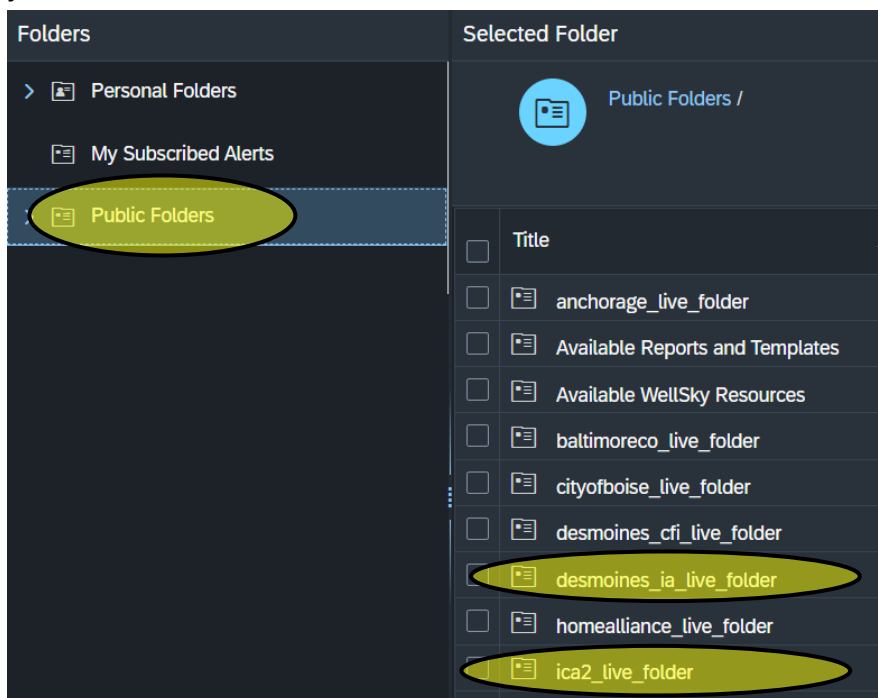 Folders
Personal Folders
My Subscribed Alerts
Public Folders
Selected Folder
Public Folders /
Title
anchorage_live_folder
Available Reports and Templates
Available WellSky Resources
baltimoreco_live_folder
cityofboise_live_folder
desmoines_cfi_live_folder
desmoines_ia_live_folder
homealliance_live_folder
ica2_live_folder